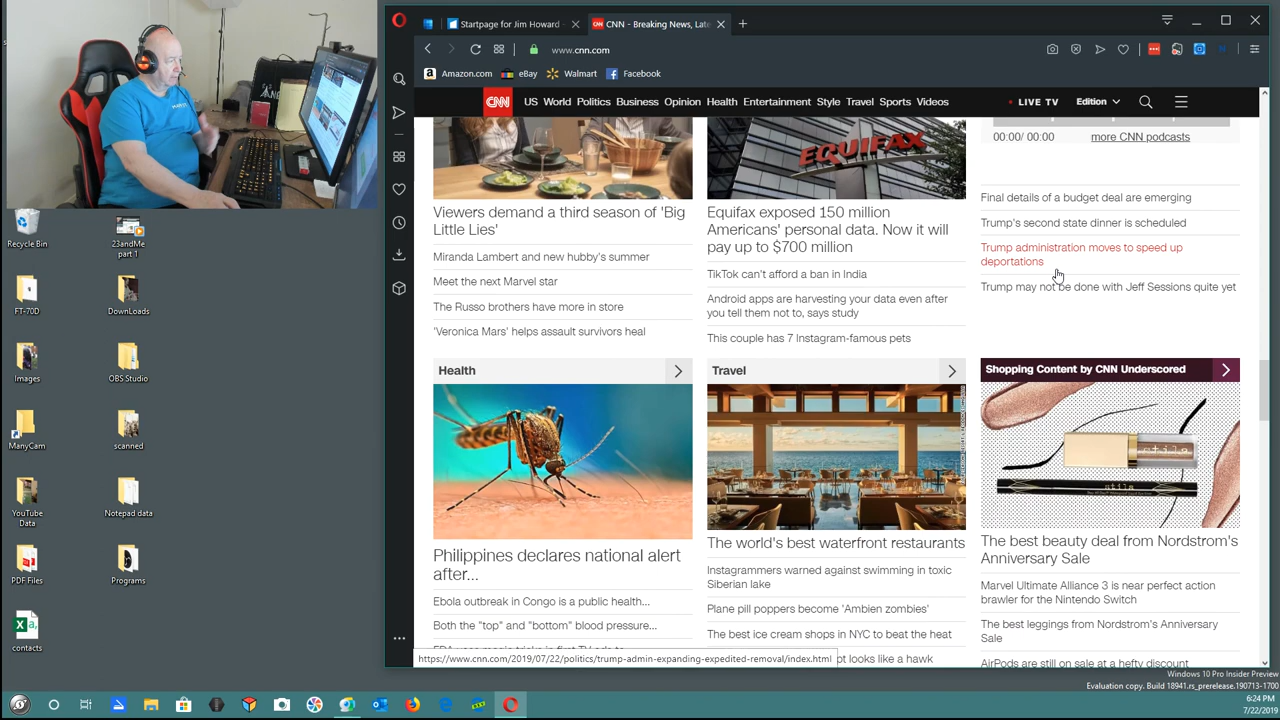 Startpage for Jim Howard
CNN - Breaking News, Late
www.cnn.com
Amazon.com
eBay
Walmart
Facebook
CNN
US World Politics Business Opinion Health Entertainment Style Travel Sports Videos
LIVE TV
Edition
00:00/ 00:00
more CNN podcasts
EQUIFAX
Viewers demand a third season of 'Big
Little Lies'
Miranda Lambert and new hubby's summer
Meet the next Marvel star
The Russo brothers have more in store
'Veronica Mars' helps assault survivors heal
Equifax exposed 150 million
Americans' personal data. Now it will
pay up to $700 million
TikTok can't afford a ban in India
Android apps are harvesting your data even after
you tell them not to, says study
This couple has 7 Instagram-famous pets
Final details of a budget deal are emerging
Trump's second state dinner is scheduled
Trump administration moves to speed up
deportations
Trump may not be done with Jeff Sessions quite yet
Health
Philippines declares national alert
after...
Ebola outbreak in Congo is a public health...
Both the "top" and "bottom" blood pressure...
Travel
The world's best waterfront restaurants
Instagrammers warned against swimming in toxic
Siberian lake
Plane pill poppers become 'Ambien zombies'
The best ice cream shops in NYC to beat the heat
looks like a hawk
Shopping Content by CNN Underscored
stila
stila
The best beauty deal from Nordstrom's
Anniversary Sale
Marvel Ultimate Alliance 3 is near perfect action
brawler for the Nintendo Switch
The best leggings from Nordstrom's Anniversary
Sale
AirPods are still on sale at a hefty discount
https://www.cnn.com/2019/07/22/politics/trump-admin-expanding-expedited-removal/index.html
Recycle Bin
23andMe
part 1
FT-70D
DownLoads
Images
OBS Studio
ManyCam
scanned
YouTube
Data
Notepad data
PDF Files
Programs
contacts
Windows 10 Pro Insider Preview
Evaluation copy. Build 18941.rs_prerelease.190713-1700
6:24 PM
7/22/2019